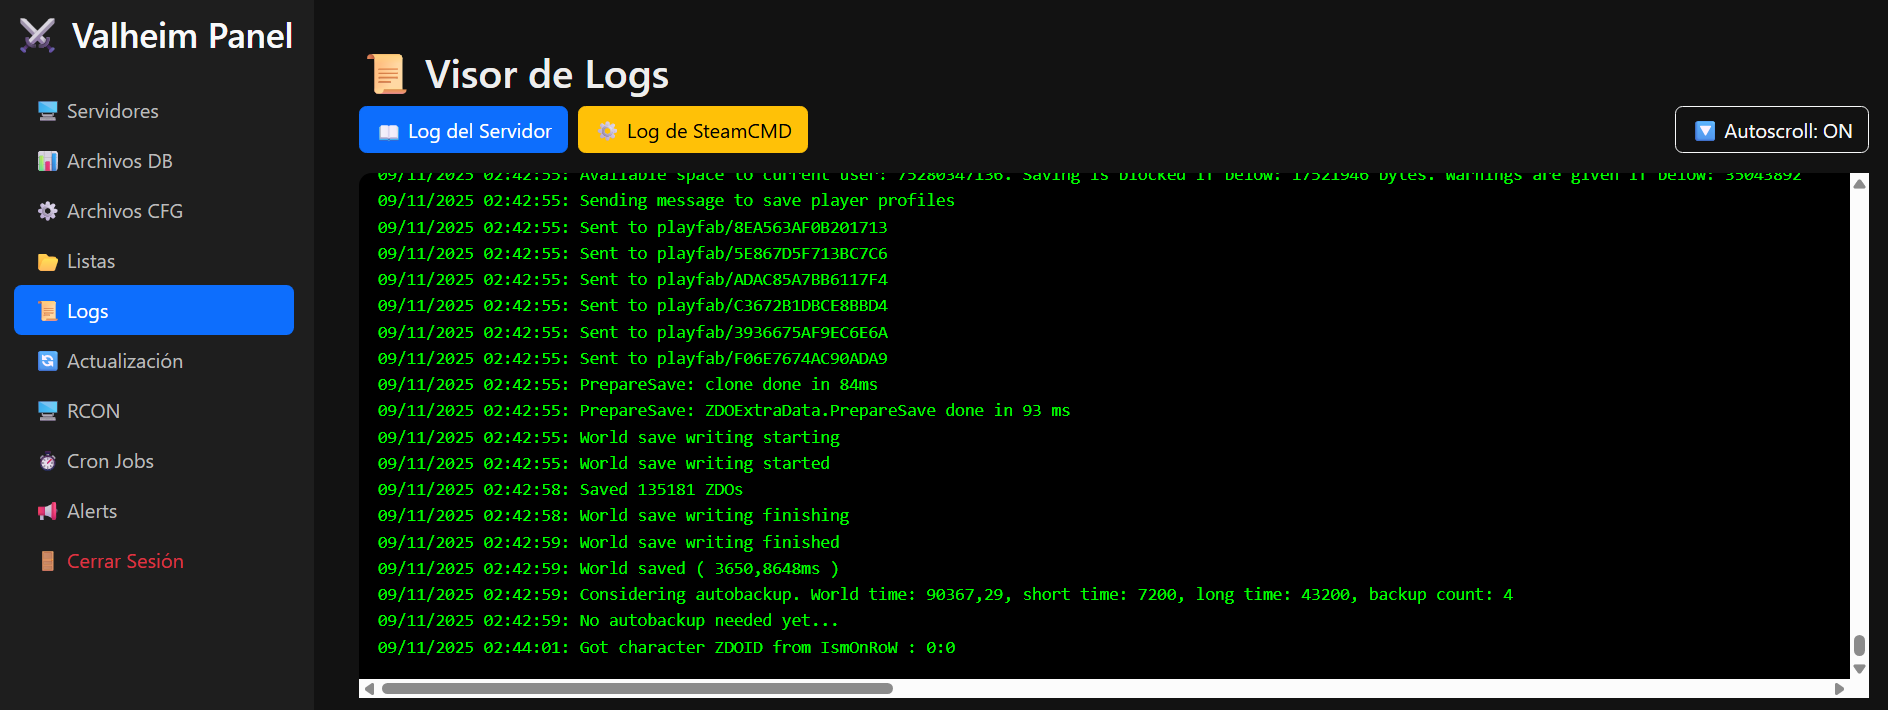 Valheim Panel
Servidores
Archivos DB
Archivos CFG
Listas
Logs
Actualización
RCON
Cron Jobs
Alerts
Cerrar Sesión
Visor de Logs
Log del Servidor
Log de SteamCMD
Autoscroll: ON
09/11/2025 02:42:55: Available space to current user: 75280347136. Saving is blocked if below: 17521946 bytes. Warnings are given if below: 35043892
09/11/2025 02:42:55: Sending message to save player profiles
09/11/2025 02:42:55: Sent to playfab/8EA563AF0B201713
09/11/2025 02:42:55: Sent to playfab/5E867D5F713BC7C6
09/11/2025 02:42:55: Sent to playfab/ADAC85A7BB6117F4
09/11/2025 02:42:55: Sent to playfab/C3672B1DBCE8BBD4
09/11/2025 02:42:55: Sent to playfab/3936675AF9EC6E6A
09/11/2025 02:42:55: Sent to playfab/F06E7674AC90ADA9
09/11/2025 02:42:55: PrepareSave: clone done in 84ms
09/11/2025 02:42:55: PrepareSave: ZDOExtraData.PrepareSave done in 93 ms
09/11/2025 02:42:55: World save writing starting
09/11/2025 02:42:55: World save writing started
09/11/2025 02:42:58: Saved 135181 ZDOs
09/11/2025 02:42:58: World save writing finishing
09/11/2025 02:42:59: World save writing finished
09/11/2025 02:42:59: World saved ( 3650,8648ms )
09/11/2025 02:42:59: Considering autobackup. World time: 90367,29, short time: 7200, long time: 43200, backup count: 4
09/11/2025 02:42:59: No autobackup needed yet...
09/11/2025 02:44:01: Got character ZDOID from IsmOnRoW : 0:0